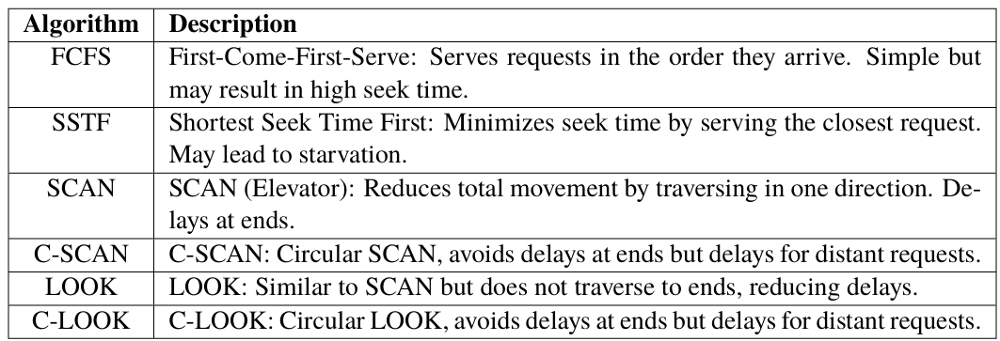 Algorithm Description
FCFS First-Come-First-Serve: Serves requests in the order they arrive. Simple but
may result in high seek time.
SSTF Shortest Seek Time First: Minimizes seek time by serving the closest request.
May lead to starvation.
SCAN SCAN (Elevator): Reduces total movement by traversing in one direction. De-
lays at ends.
C-SCAN C-SCAN: Circular SCAN, avoids delays at ends but delays for distant requests.
LOOK LOOK: Similar to SCAN but does not traverse to ends, reducing delays.
C-LOOK C-LOOK: Circular LOOK, avoids delays at ends but delays for distant requests.